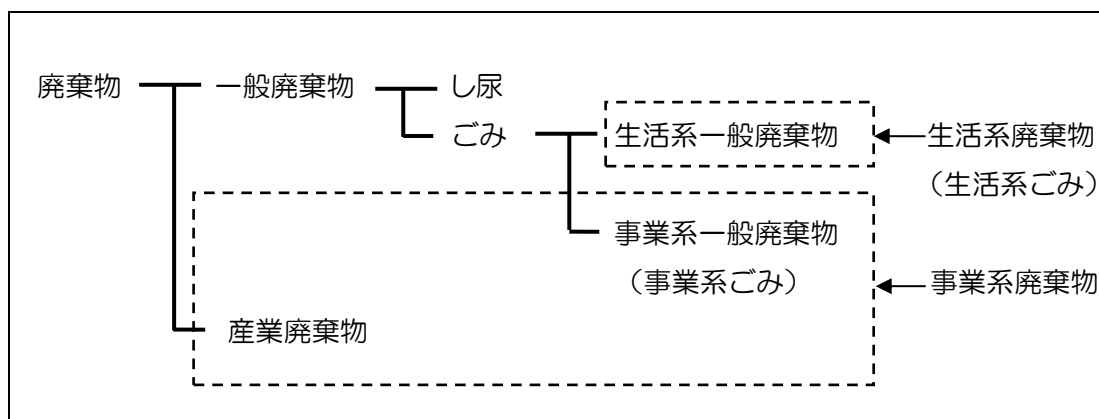 廃棄物 一般廃棄物 し尿
ごみ 生活系一般廃棄物 生活系廃棄物
（生活系ごみ）
事業系一般廃棄物
（事業系ごみ） 事業系廃棄物
産業廃棄物